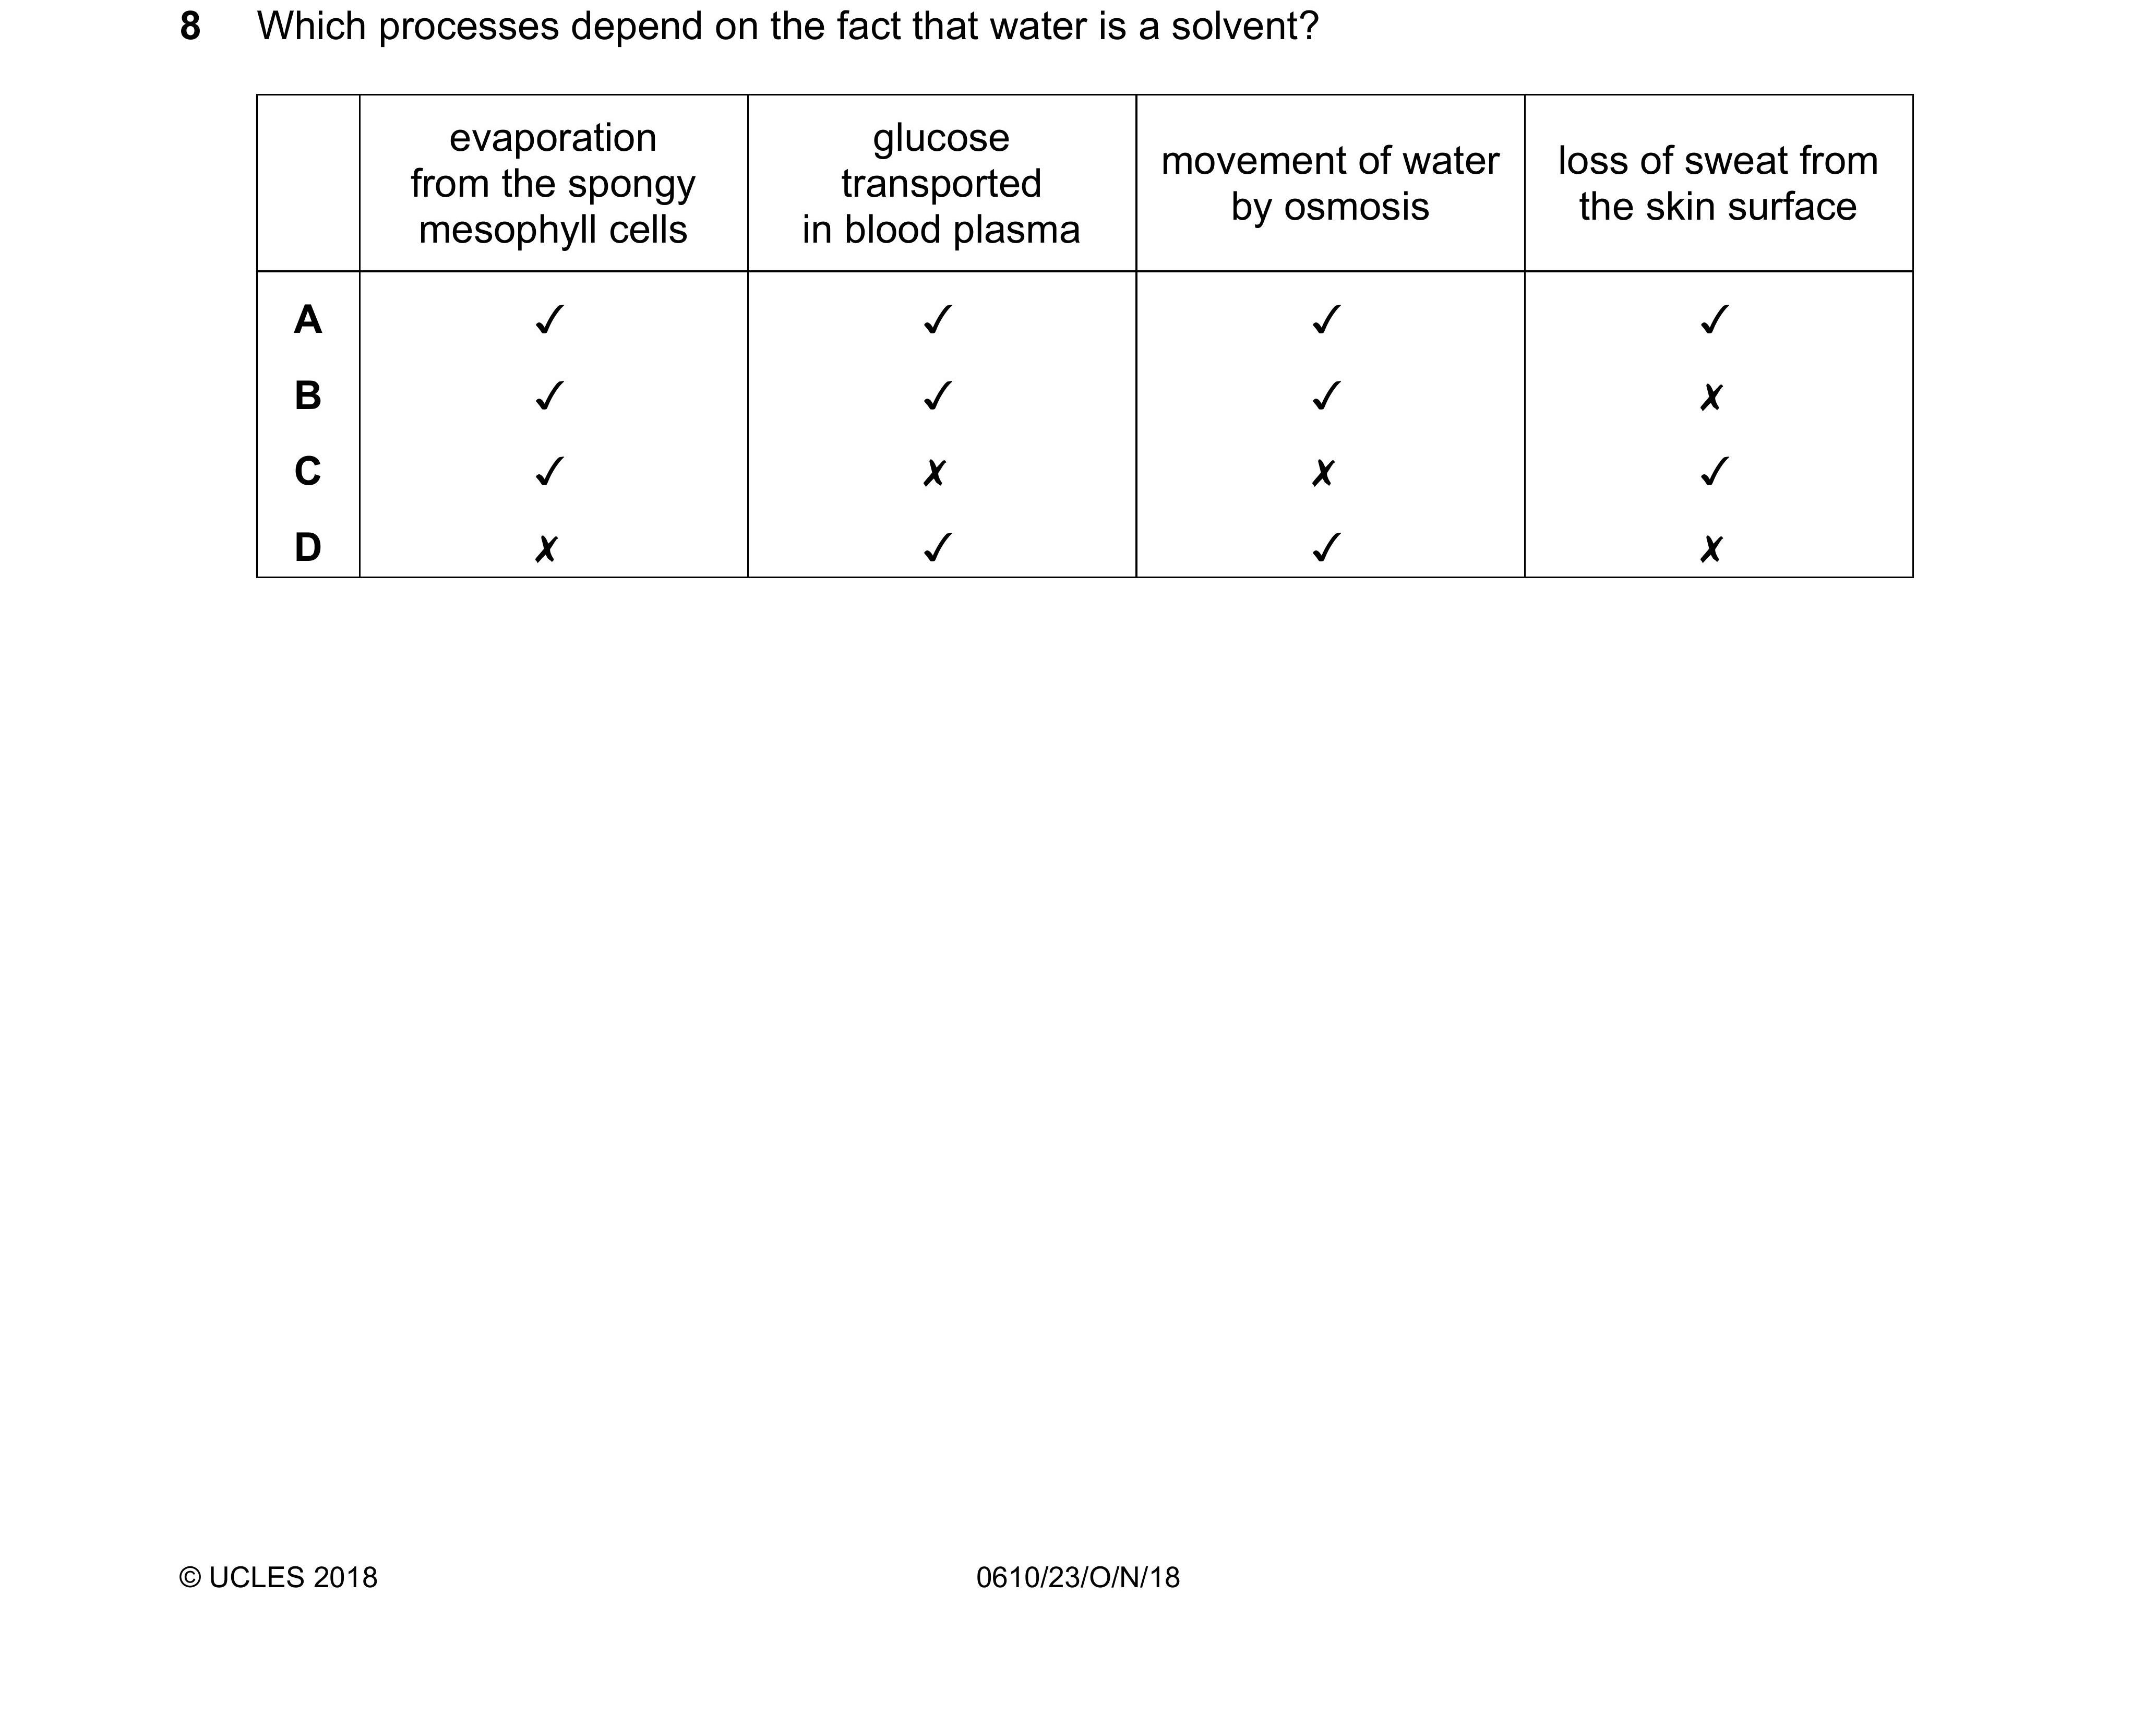 8 Which processes depend on the fact that water is a solvent?
evaporation from the spongy mesophyll cells glucose transported in blood plasma movement of water by osmosis loss of sweat from the skin surface
A ✓ ✓ ✓ ✓
B ✓ ✓ ✓ ✗
C ✓ ✗ ✗ ✓
D ✗ ✓ ✓ ✗
© UCLES 2018 0610/23/O/N/18